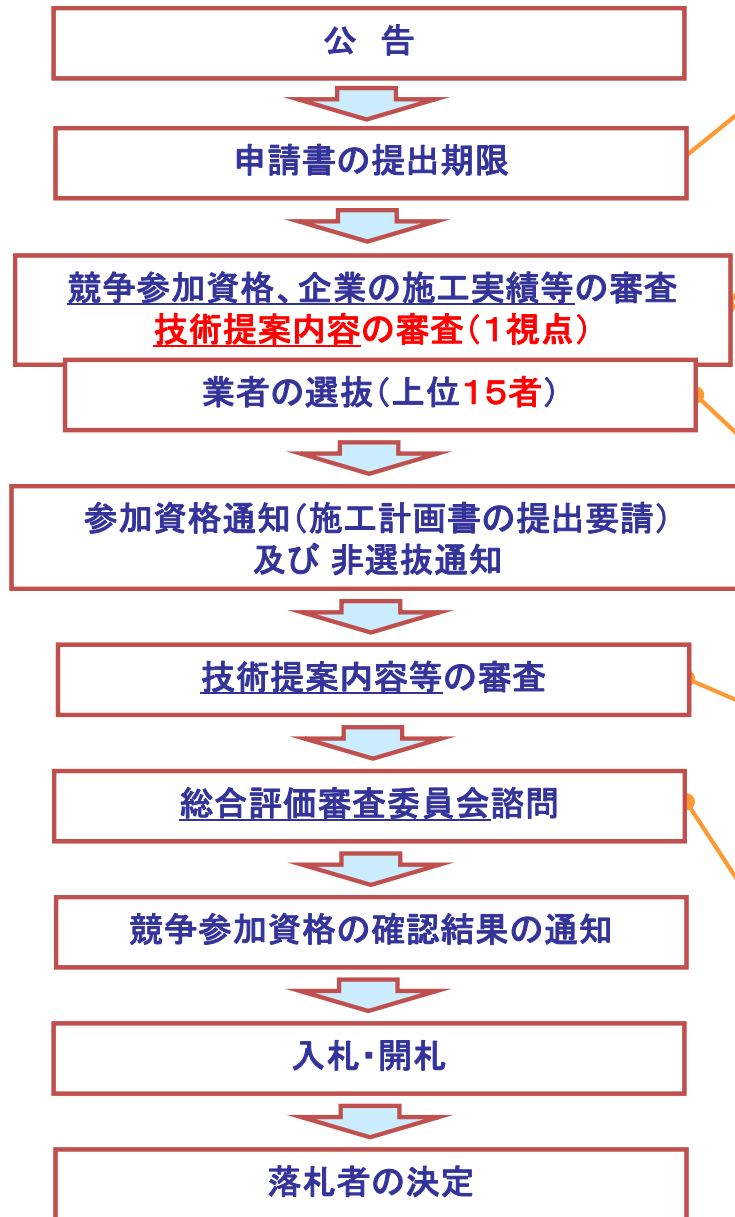 公　告
申請書の提出期限
競争参加資格、企業の施工実績等の審査
技術提案内容の審査（１視点）
業者の選抜（上位１５者）
参加資格通知（施工計画書の提出要請）
及び 非選抜通知
技術提案内容等の審査
総合評価審査委員会諮問
競争参加資格の確認結果の通知
入札・開札
落札者の決定